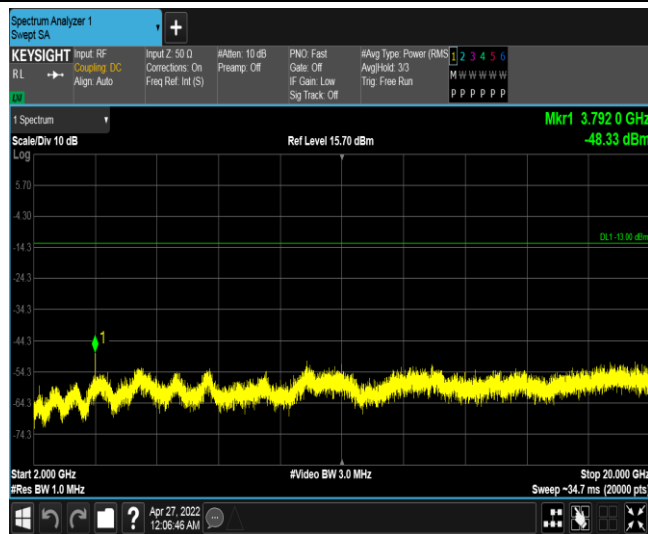 Spectrum Analyzer 1
Swept SA
+
KEYSIGHT Input: RF Input Z: 50 Ω #Atten: 10 dB PNO: Fast #Avg Type: Power (RMS 1 2 3 4 5 6
RL Coupling: DC Corrections: On Preamp: Off Gate: Off Avg|Hold: 3/3 M W W W W W
Align: Auto Freq Ref: Int (S) IF Gain: Low Trig: Free Run
Sig Track: Off P P P P P P
1 Spectrum Mkr1 3.792 0 GHz
Scale/Div 10 dB Ref Level 15.70 dBm -48.33 dBm
Log
5.70
-4.30
DL1 -13.00 dBm
-14.3
-24.3
-34.3
1
-44.3
-54.3
-64.3
-74.3
Start 2.000 GHz #Video BW 3.0 MHz Stop 20.000 GHz
#Res BW 1.0 MHz Sweep ~34.7 ms (20000 pts)
? Apr 27, 2022
12:06:46 AM